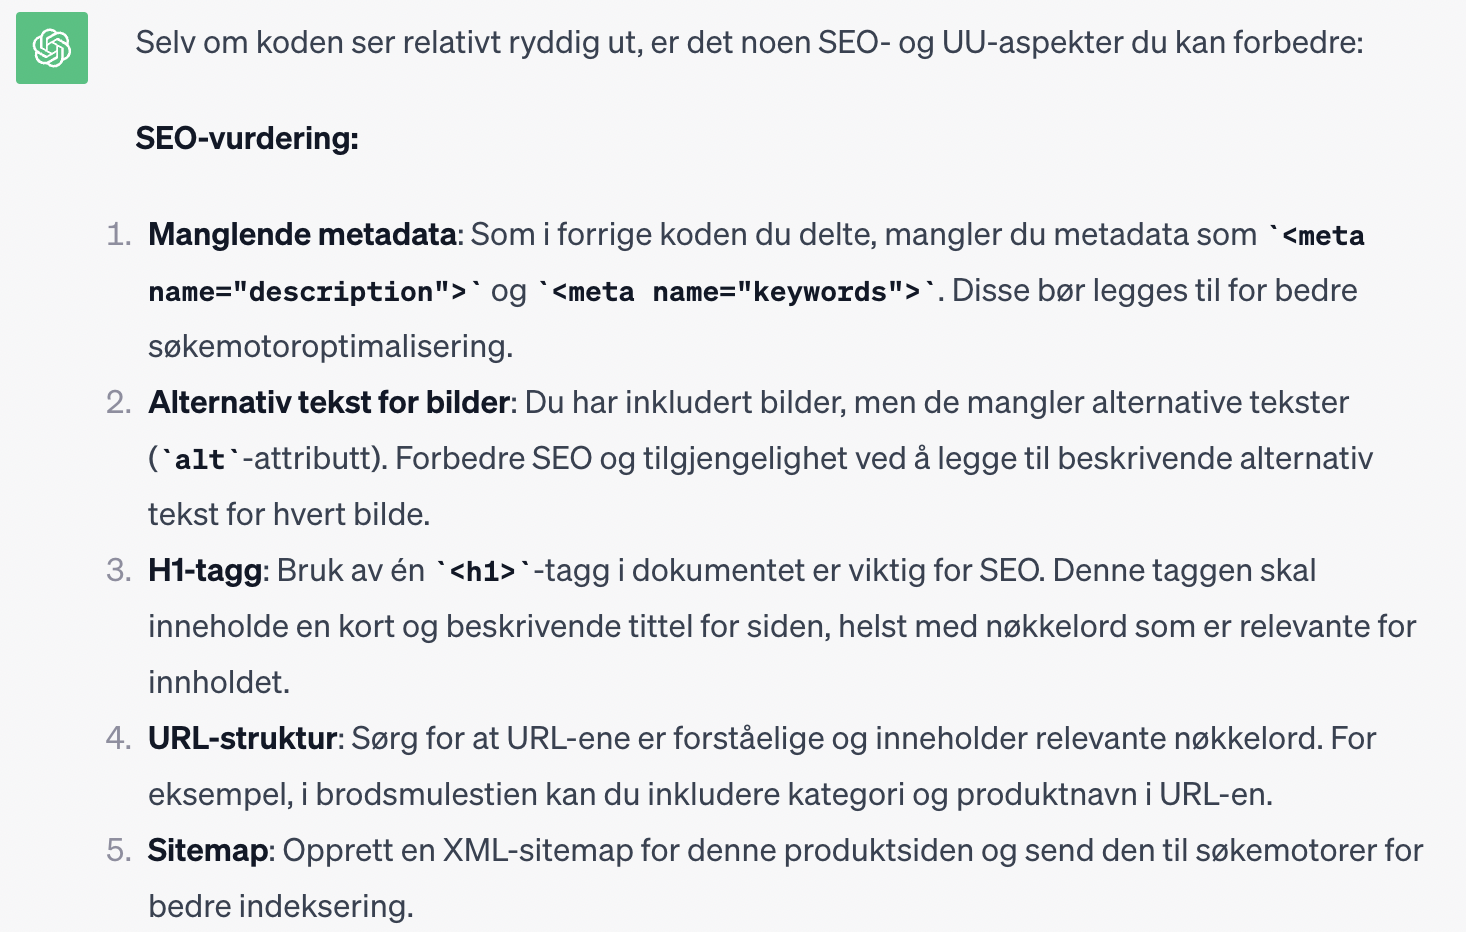 Selv om koden ser relativt ryddig ut, er det noen SEO- og UU-aspekter du kan forbedre:
SEO-vurdering:
1. Manglende metadata: Som i forrige koden du delte, mangler du metadata som `<meta
name="description">` og `<meta name="keywords">`. Disse bør legges til for bedre
søkemotoroptimalisering.
2. Alternativ tekst for bilder: Du har inkludert bilder, men de mangler alternative tekster
(`alt`-attributt). Forbedre SEO og tilgjengelighet ved å legge til beskrivende alternativ
tekst for hvert bilde.
3. H1-tagg: Bruk av én `<h1>`-tagg i dokumentet er viktig for SEO. Denne taggen skal
inneholde en kort og beskrivende tittel for siden, helst med nøkkelord som er relevante for
innholdet.
4. URL-struktur: Sørg for at URL-ene er forståelige og inneholder relevante nøkkelord. For
eksempel, i brodsmulestien kan du inkludere kategori og produktnavn i URL-en.
5. Sitemap: Opprett en XML-sitemap for denne produktsiden og send den til søkemotorer for
bedre indeksering.